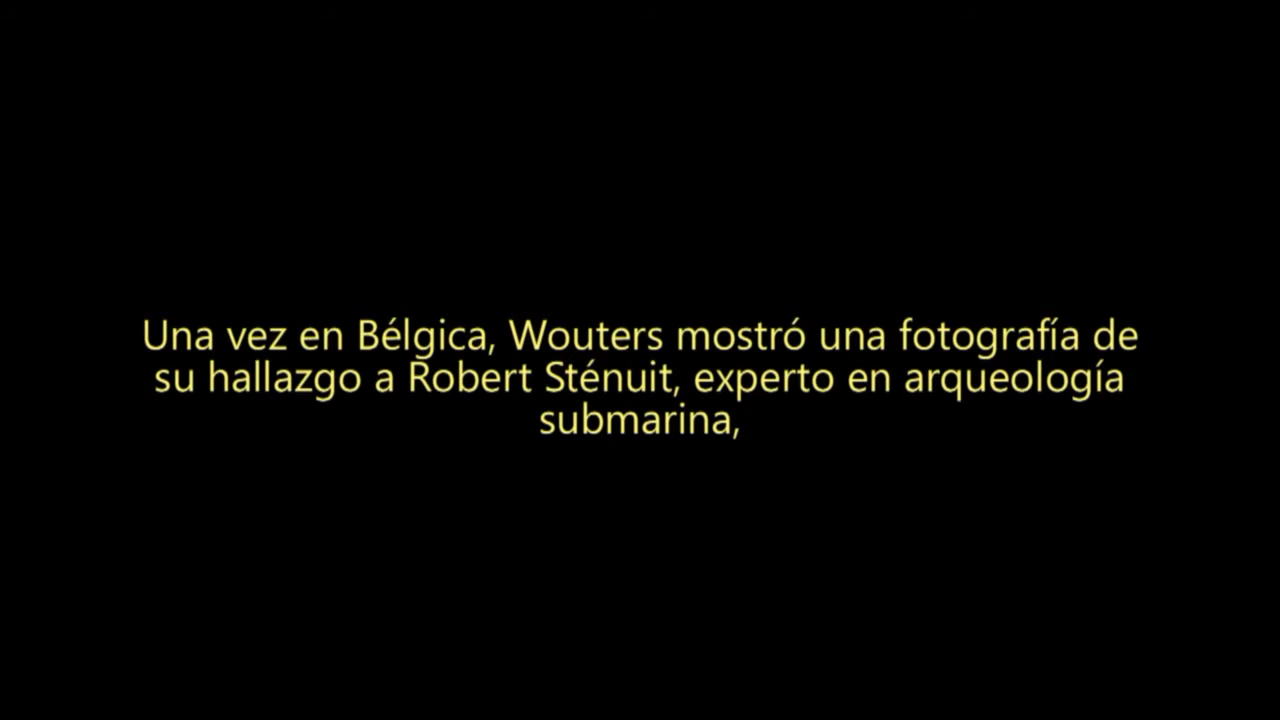 Una vez en Bélgica, Wouters mostró una fotografía de
su hallazgo a Robert Sténuit, experto en arqueología
submarina,